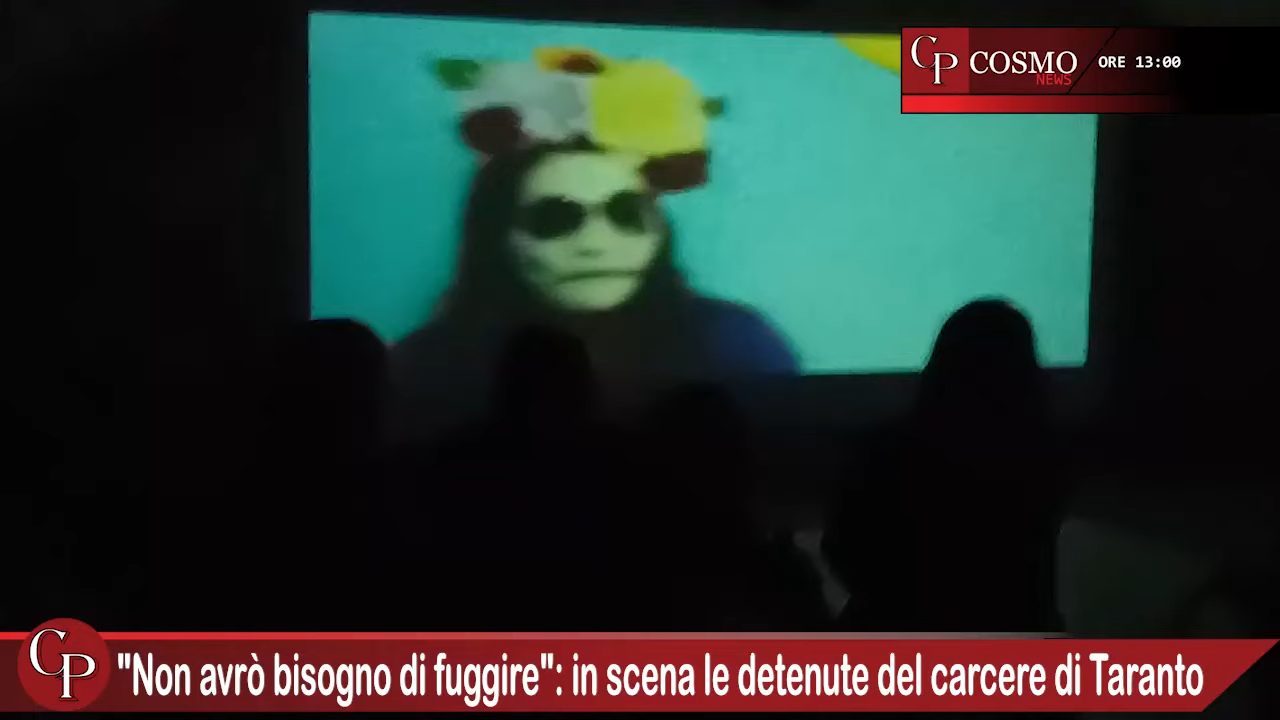 CP COSMO NEWS ORE 13:00
CP "Non avrò bisogno di fuggire": in scena le detenute del carcere di Taranto